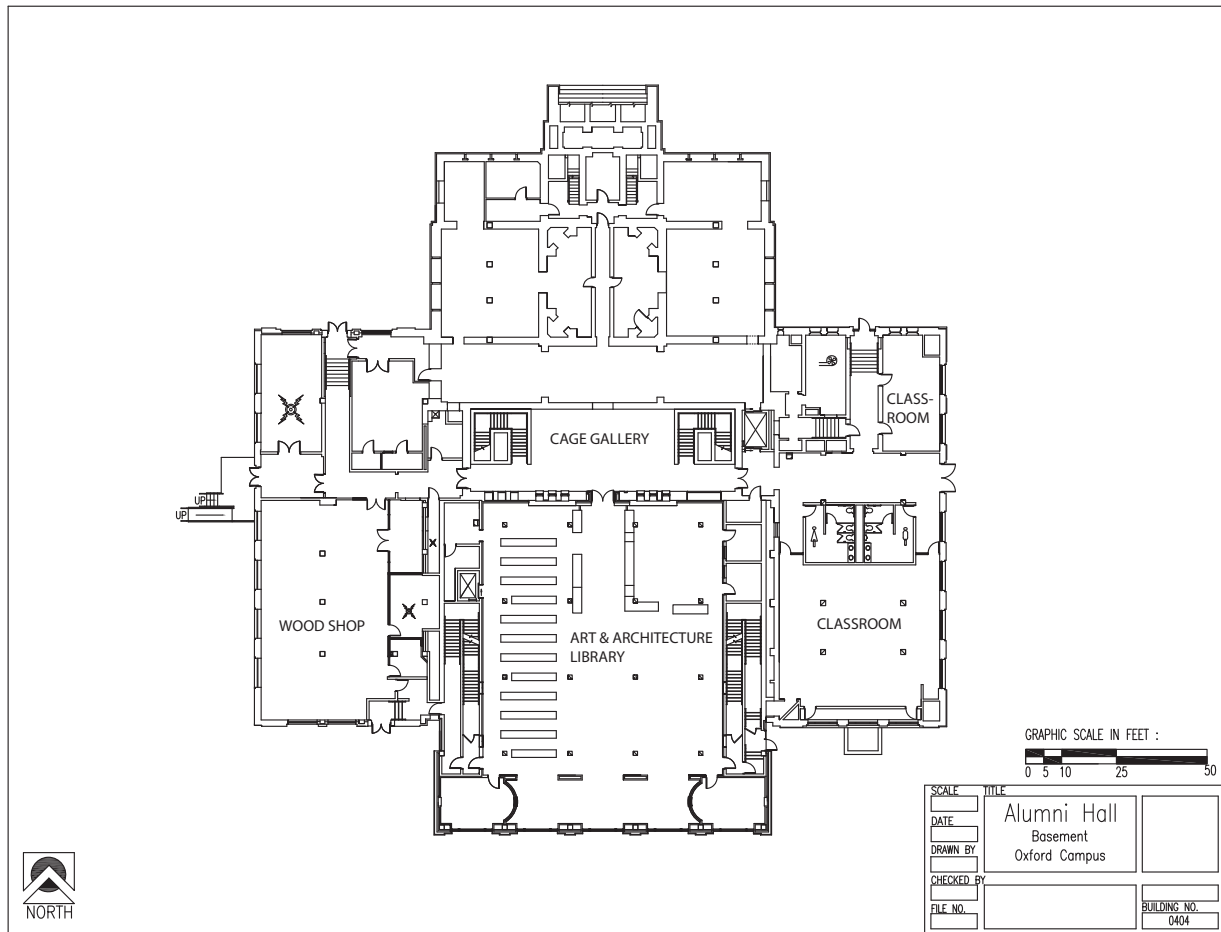 CLASS-
ROOM
CAGE GALLERY
UP
UP
WOOD SHOP
ART & ARCHITECTURE
LIBRARY
CLASSROOM
GRAPHIC SCALE IN FEET :
0 5 10 25 50
SCALE
TITLE
Alumni Hall
Basement
Oxford Campus
DATE
DRAWN BY
CHECKED BY
FILE NO.
BUILDING NO.
0404
NORTH